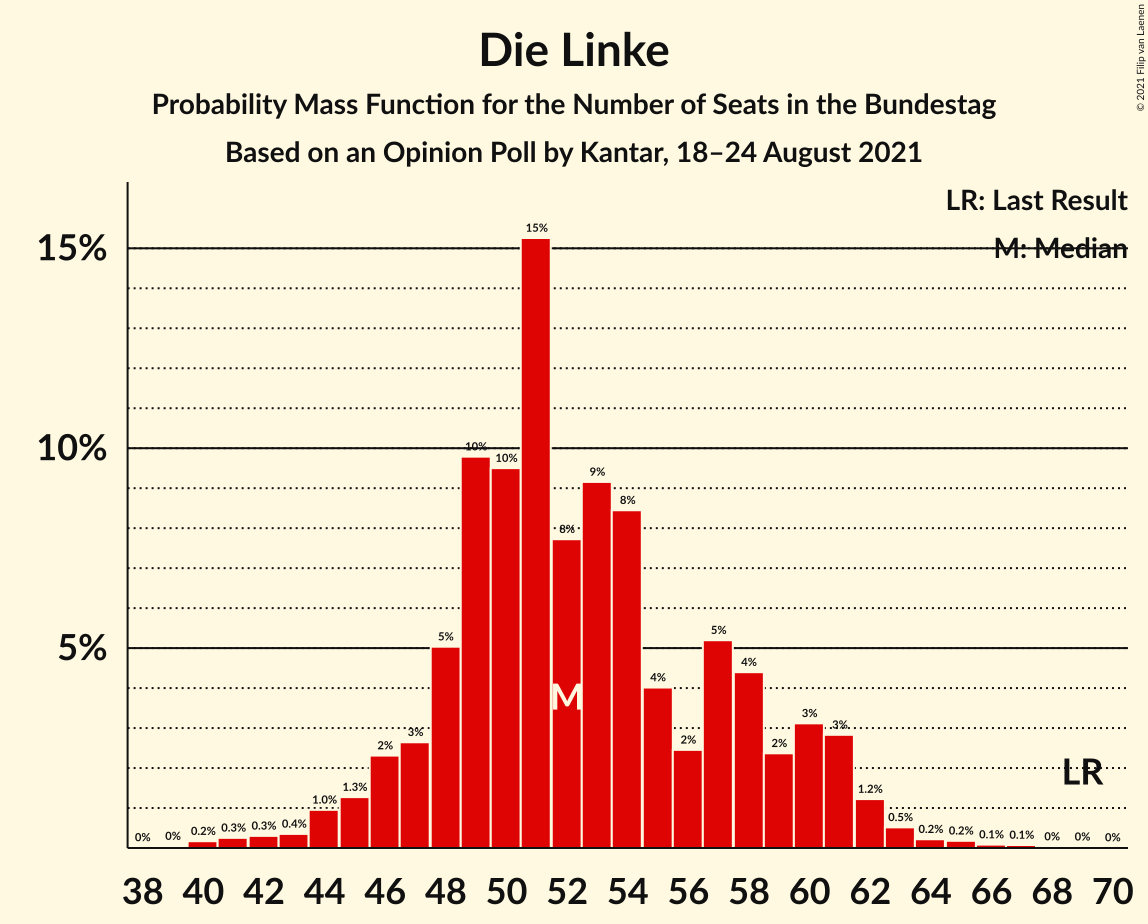 Die Linke
Probability Mass Function for the Number of Seats in the Bundestag
Based on an Opinion Poll by Kantar, 18–24 August 2021
© 2021 Filip van Laenen
LR: Last Result
M: Median
15%
10%
5%
0% 0% 0.2% 0.3% 0.3% 0.4% 1.0% 1.3% 2% 3% 5% 10% 10% 15% 8% 9% 8% 4% 2% 5% 4% 2% 3% 3% 1.2% 0.5% 0.2% 0.2% 0.1% 0.1% 0% 0% 0%
M
LR
38 40 42 44 46 48 50 52 54 56 58 60 62 64 66 68 70